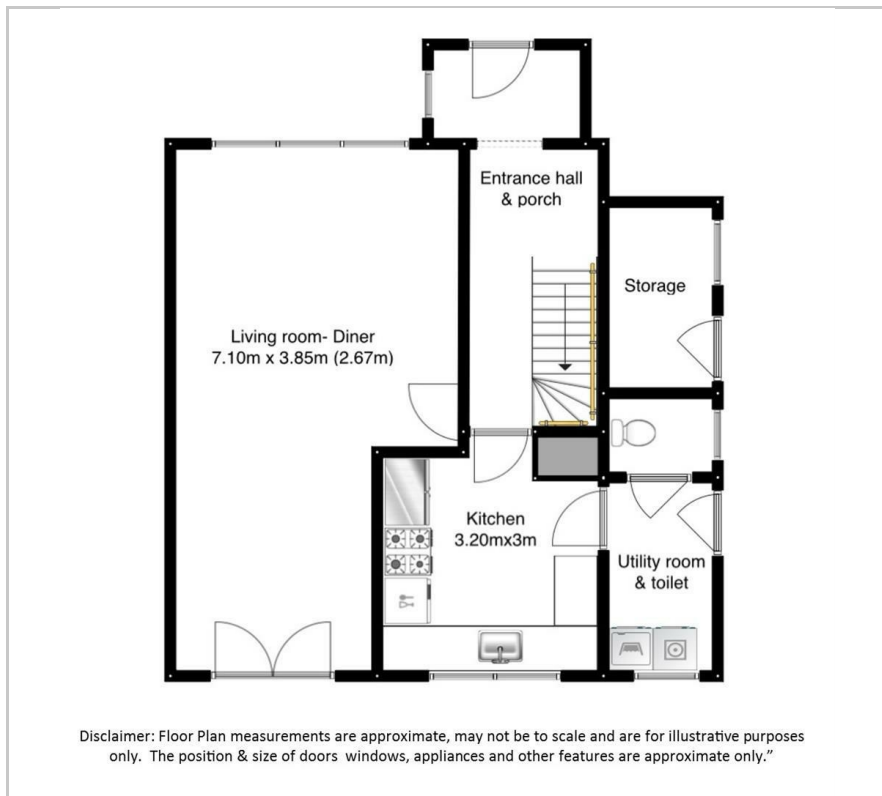 Entrance hall
& porch
Storage
Living room- Diner
7.10m x 3.85m (2.67m)
Kitchen
3.20mx3m
Utility room
& toilet
Disclaimer: Floor Plan measurements are approximate, may not be to scale and are for illustrative purposes
only. The position & size of doors windows, appliances and other features are approximate only.”